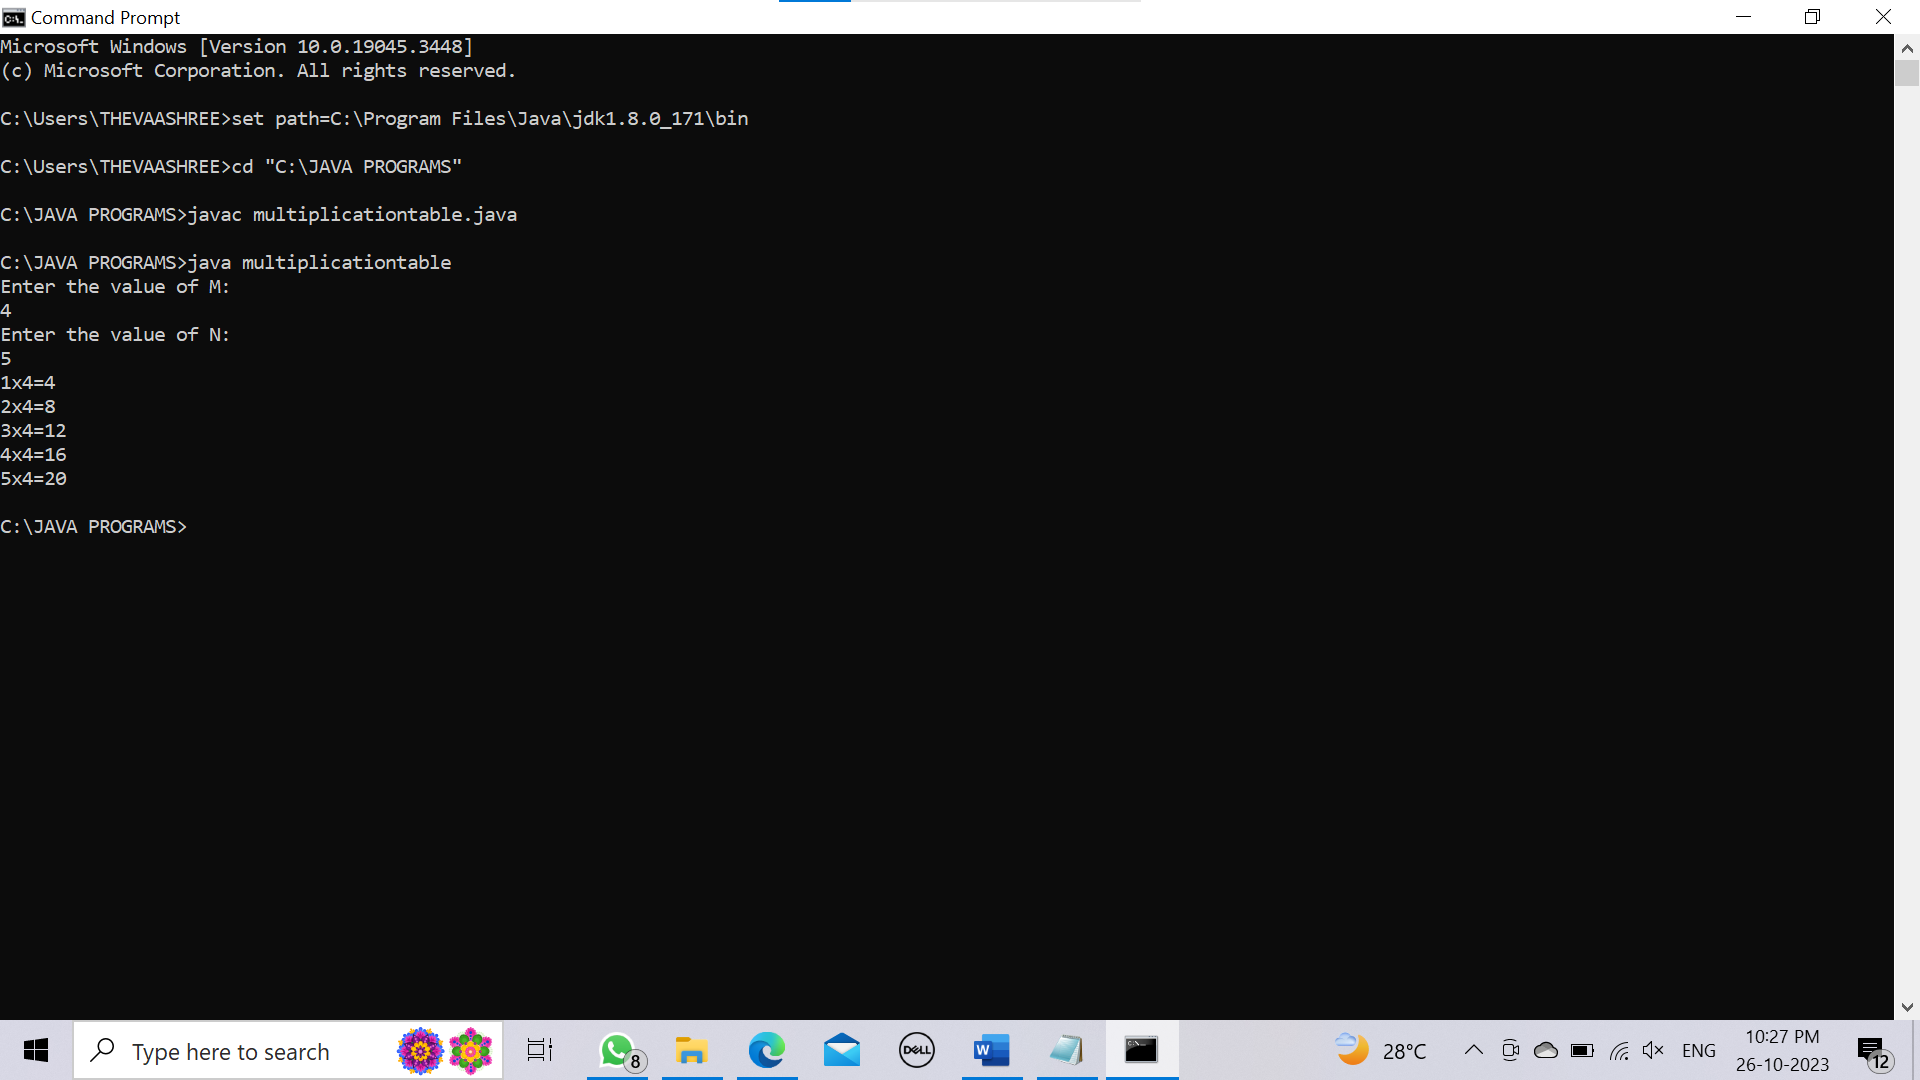 Command Prompt
Microsoft Windows [Version 10.0.19045.3448]
(c) Microsoft Corporation. All rights reserved.
C:\Users\THEVAASHREE>set path=C:\Program Files\Java\jdk1.8.0_171\bin
C:\Users\THEVAASHREE>cd "C:\JAVA PROGRAMS"
C:\JAVA PROGRAMS>javac multiplicationtable.java
C:\JAVA PROGRAMS>java multiplicationtable
Enter the value of M:
4
Enter the value of N:
5
1x4=4
2x4=8
3x4=12
4x4=16
5x4=20
C:\JAVA PROGRAMS>
Type here to search
8
DELL
W
28°C
ENG
10:27 PM
26-10-2023
12